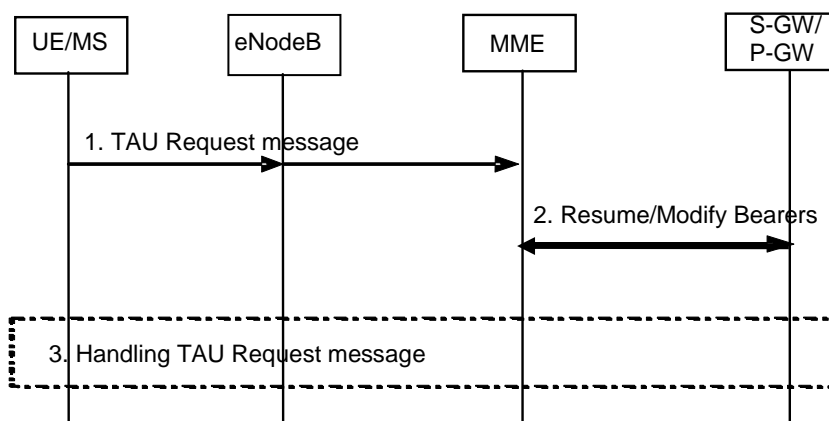 UE/MS
eNodeB
MME
S-GW/
P-GW
1. TAU Request message
2. Resume/Modify Bearers
3. Handling TAU Request message